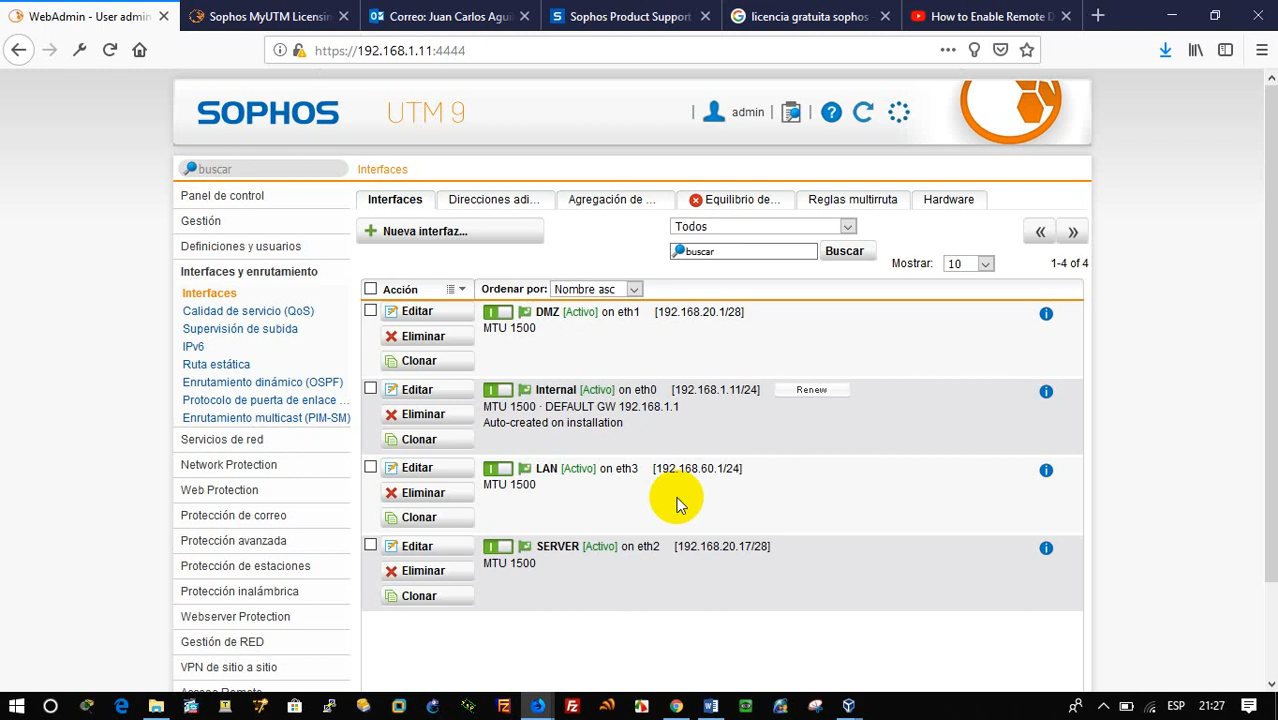 WebAdmin - User admin
Sophos MyUTM Licensin
Correo: Juan Carlos Agui
Sophos Product Support
licencia gratuita sophos
How to Enable Remote D
https://192.168.1.11:4444
SOPHOS UTM 9
admin
buscar
Interfaces
Panel de control
Gestión
Definiciones y usuarios
Interfaces y enrutamiento
Interfaces
Calidad de servicio (QoS)
Supervisión de subida
IPv6
Ruta estática
Enrutamiento dinámico (OSPF)
Protocolo de puerta de enlace ...
Enrutamiento multicast (PIM-SM)
Servicios de red
Network Protection
Web Protection
Protección de correo
Protección avanzada
Protección de estaciones
Protección inalámbrica
Webserver Protection
Gestión de RED
VPN de sitio a sitio
Acceso Remoto
Interfaces
Direcciones adi...
Agregación de ...
Equilibrio de...
Reglas multirruta
Hardware
Nueva interfaz...
Todos
buscar
Buscar
Mostrar: 10
1-4 of 4
Acción
Ordenar por: Nombre asc
Editar
DMZ [Activo] on eth1 [192.168.20.1/28]
MTU 1500
Eliminar
Clonar
Editar
Internal [Activo] on eth0 [192.168.1.11/24] Renew
MTU 1500 · DEFAULT GW 192.168.1.1
Eliminar
Auto-created on installation
Clonar
Editar
LAN [Activo] on eth3 [192.168.60.1/24]
MTU 1500
Eliminar
Clonar
Editar
SERVER [Activo] on eth2 [192.168.20.17/28]
MTU 1500
Eliminar
Clonar
ESP
21:27